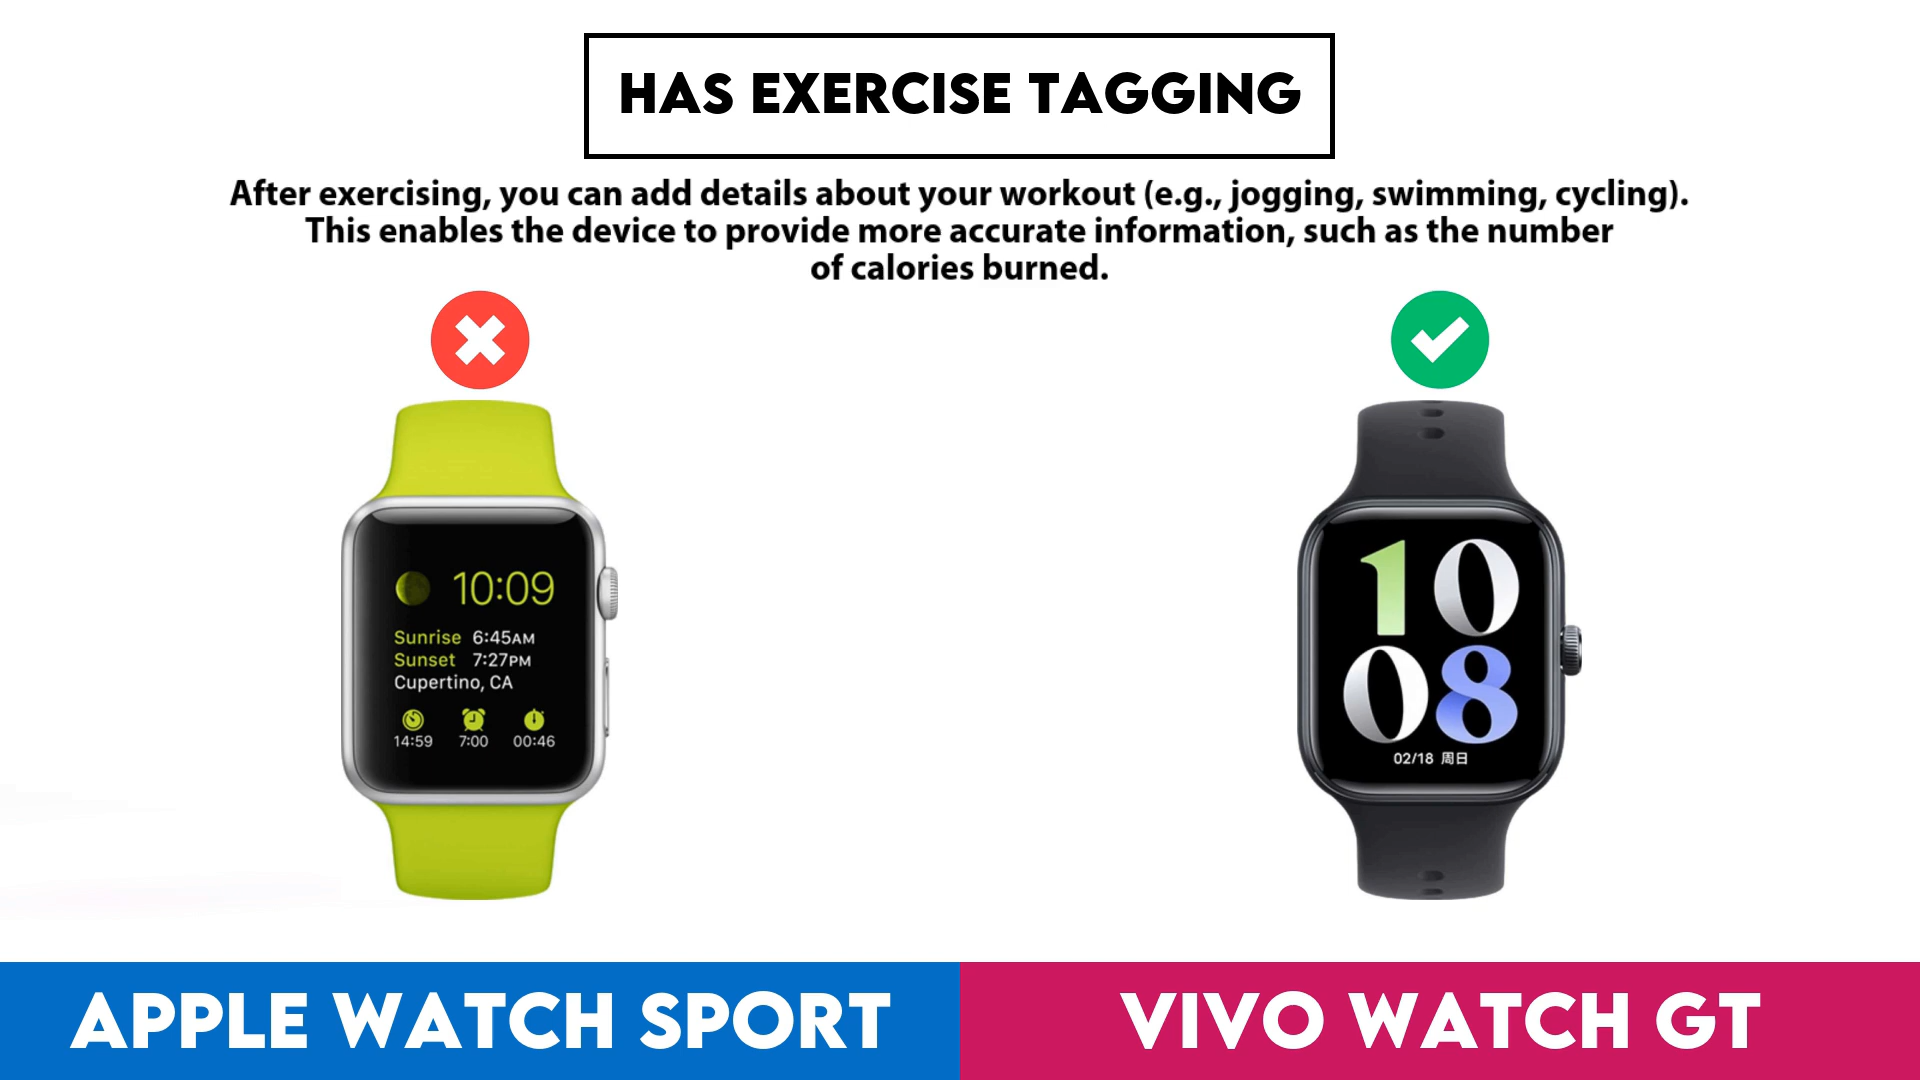 HAS EXERCISE TAGGING
After exercising, you can add details about your workout (e.g., jogging, swimming, cycling).
This enables the device to provide more accurate information, such as the number
of calories burned.
10:09
Sunrise 6:45AM
Sunset 7:27PM
Cupertino, CA
14:59 7:00 00:46
10
08
02/18 周日
APPLE WATCH SPORT
VIVO WATCH GT